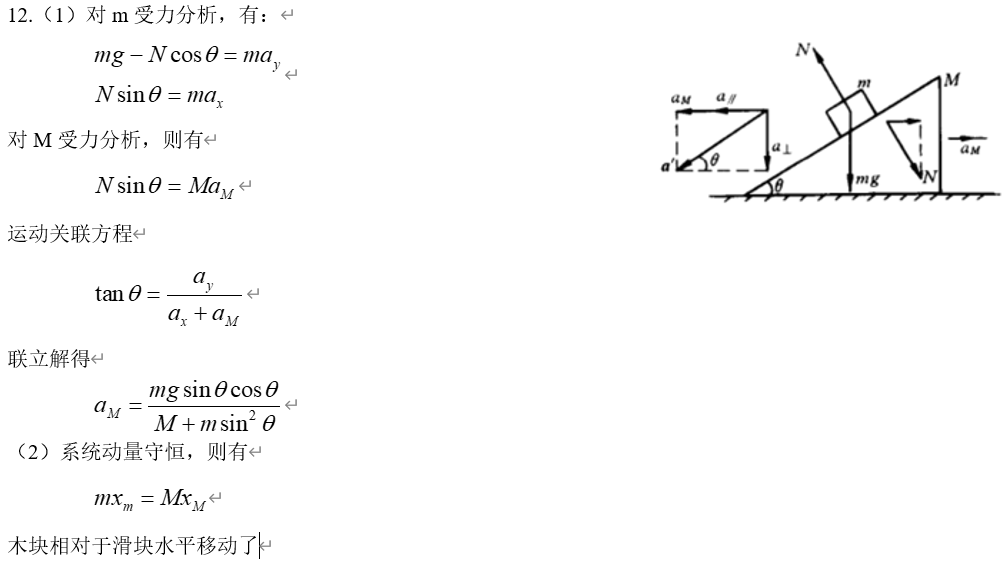 12.（1）对 m 受力分析，有：↵
mg − N cos θ = ma_y
N sin θ = ma_x ↵
对 M 受力分析，则有↵
N sin θ = Ma_M ↵
运动关联方程↵
tan θ = a_y / (a_x + a_M) ↵
联立解得↵
a_M = mg sin θ cos θ / (M + m sin² θ) ↵
（2）系统动量守恒，则有↵
mx_m = Mx_M ↵
木块相对于滑块水平移动了↵
N
m
M
a_M
a_∥
a_⊥
a'
θ
θ
mg
N
a_M